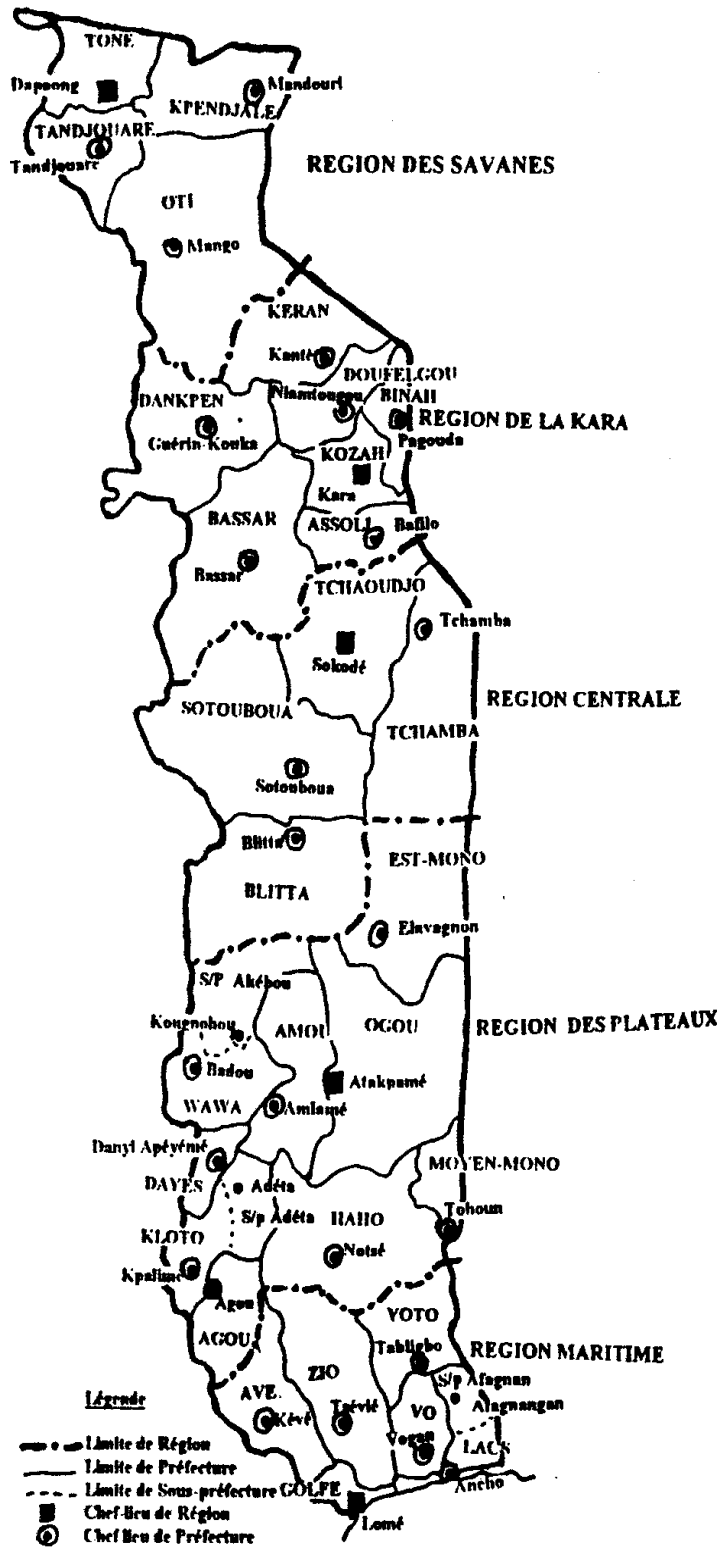 TONE
Dapaong
Mandouri
KPENDJALE
TANDJOUARE
Tandjouare
REGION DES SAVANES
OTI
Mango
KERAN
Kanté
DOUFELGOU
DANKPEN
Niamtougou
BINAH
REGION DE LA KARA
Guérin-Kouka
Pagouda
KOZAH
Kara
BASSAR
ASSOLI
Bafilo
Bassar
TCHAOUDJO
Tchamba
Sokodé
REGION CENTRALE
SOTOUBOUA
TCHAMBA
Sotouboua
Blitta
EST-MONO
BLITTA
Elavagnon
S/P Akébou
Kougnohou
AMOU
OGOU
REGION DES PLATEAUX
Badou
Atakpamé
WAWA
Amlamé
Danyi Apéyémé
MOYEN-MONO
DAYES
Adéta
S/p Adéta
HAHO
Tohoun
KLOTO
Notsé
Kpalimé
Agou
YOTO
AGOU
Tabligbo
REGION MARITIME
ZIO
S/p Afagnan
Légende
AVE.
Afagnangan
Kévé
Tsévié
VO
Vogan
LACS
Limite de Région
Limite de Préfecture
Ancho
Limite de Sous-préfecture
GOLFE
Chef-lieu de Région
Lomé
Chef lieu de Préfecture